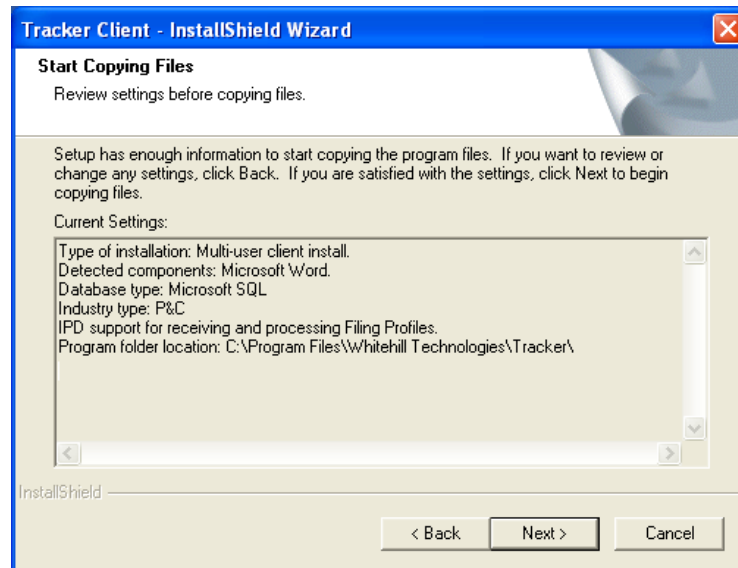 Tracker Client - InstallShield Wizard
Start Copying Files
Review settings before copying files.
Setup has enough information to start copying the program files.  If you want to review or
change any settings, click Back.  If you are satisfied with the settings, click Next to begin
copying files.
Current Settings:
Type of installation: Multi-user client install.
Detected components: Microsoft Word.
Database type: Microsoft SQL
Industry type: P&C
IPD support for receiving and processing Filing Profiles.
Program folder location: C:\Program Files\Whitehill Technologies\Tracker\
InstallShield
< Back
Next >
Cancel